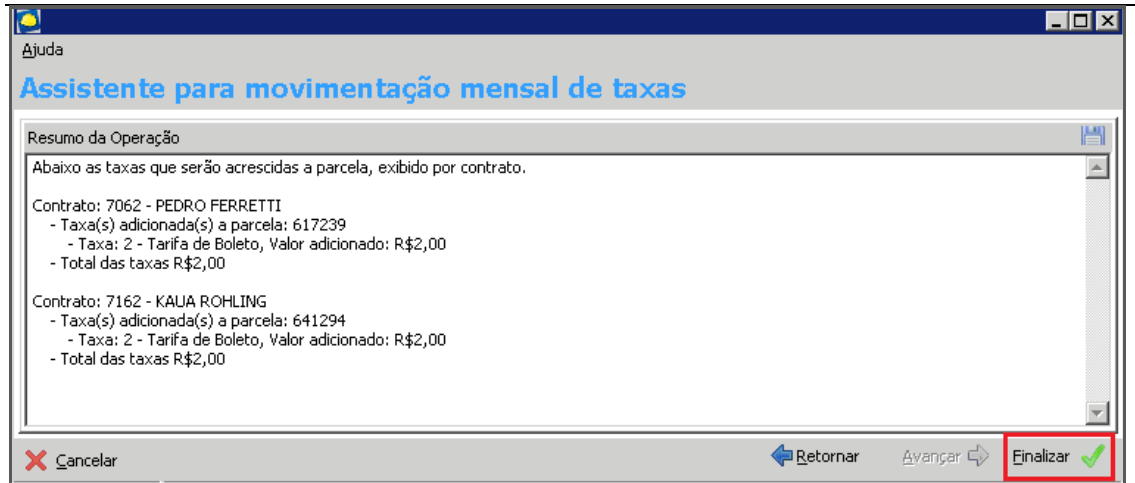 Ajuda
Assistente para movimentação mensal de taxas
Resumo da Operação
Abaixo as taxas que serão acrescidas a parcela, exibido por contrato.
Contrato: 7062 - PEDRO FERRETTI
- Taxa(s) adicionada(s) a parcela: 617239
- Taxa: 2 - Tarifa de Boleto, Valor adicionado: R$2,00
- Total das taxas R$2,00
Contrato: 7162 - KAUA ROHLING
- Taxa(s) adicionada(s) a parcela: 641294
- Taxa: 2 - Tarifa de Boleto, Valor adicionado: R$2,00
- Total das taxas R$2,00
Cancelar Retornar Avançar Finalizar